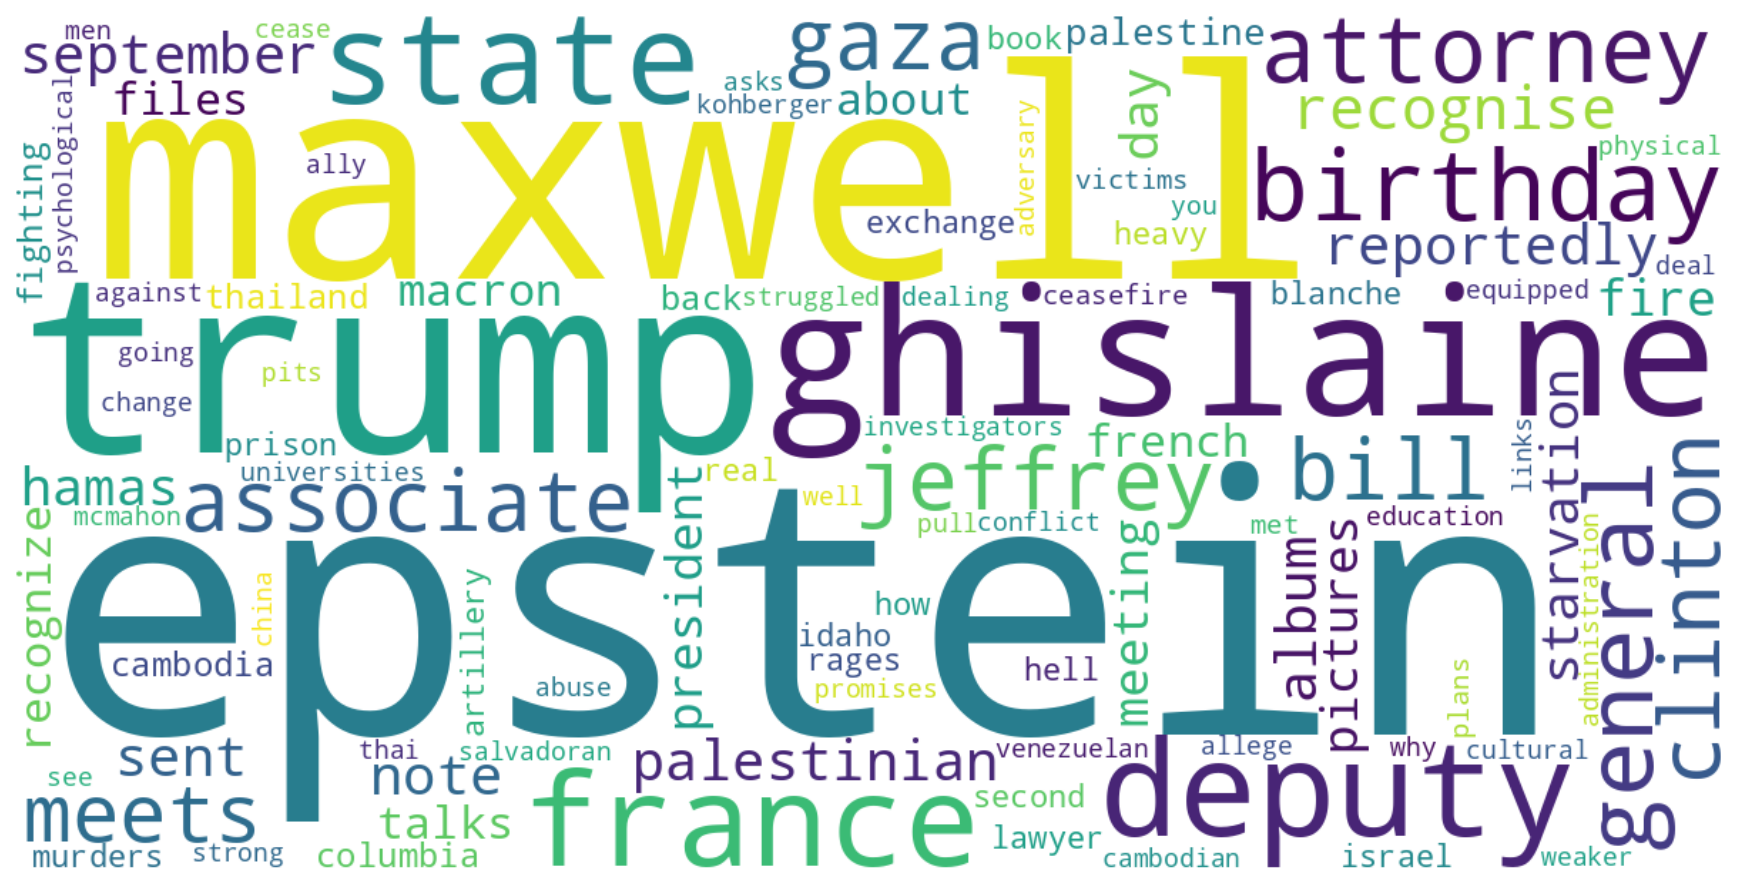 men
cease
september
state
gaza
book
palestine
attorney
files
psychological
asks
kohberger
about
day
recognise
maxwell
ally
adversary
victims
you
physical
birthday
fighting
exchange
heavy
reportedly
deal
against
thailand
macron
back
struggled
dealing
ceasefire
blanche
equipped
fire
trump
ghislaine
going
pits
change
prison
investigators
french
universities
hamas
associate
president
real
jeffrey
bill
links
starvation
mcmahon
well
pull
conflict
meeting
met
education
recognize
epstein
china
artillery
how
idaho
rages
album
pictures
administration
general
clinton
cambodia
abuse
promises
hell
plans
sent
thai
salvadoran
note
palestinian
venezuelan
allege
why
cultural
deputy
see
meets
talks
france
second
lawyer
murders
strong
columbia
cambodian
israel
weaker